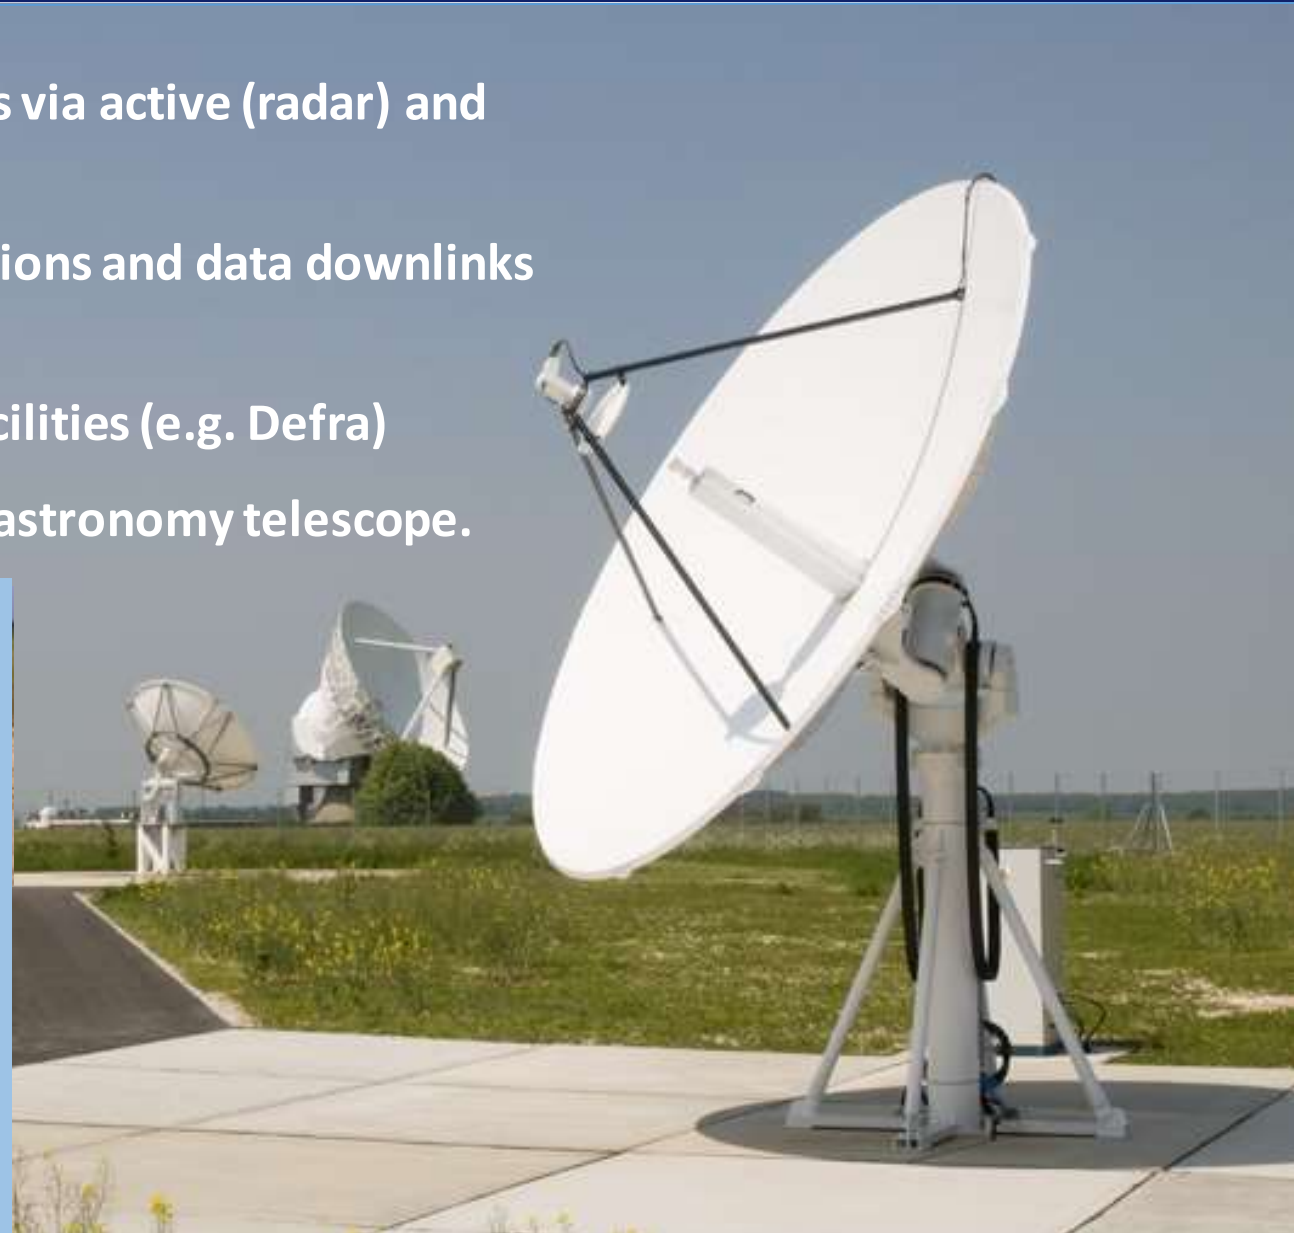 s via active (radar) and
ions and data downlinks
cilities (e.g. Defra)
astronomy telescope.